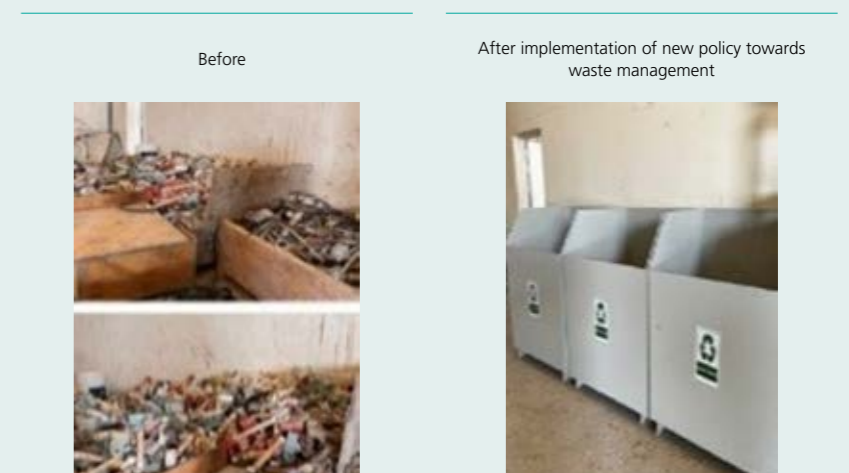 Before
After implementation of new policy towards
waste management